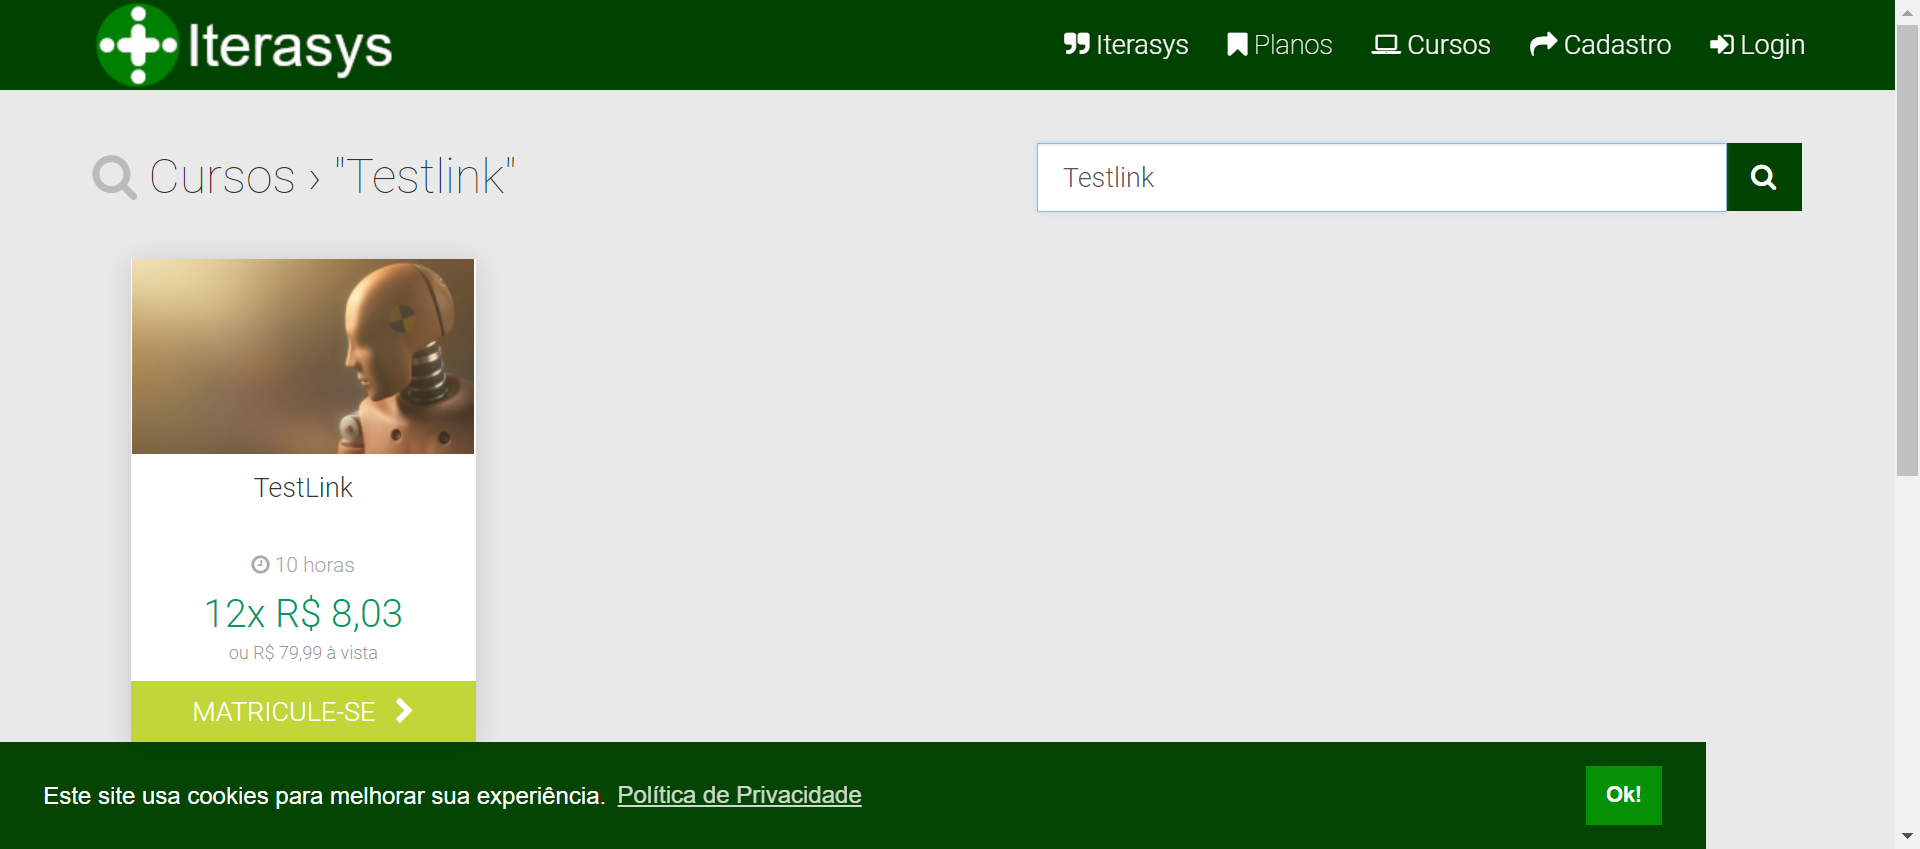 Iterasys
Iterasys Planos Cursos Cadastro Login
Cursos › "Testlink"
Testlink
TestLink
10 horas
12x R$ 8,03
ou R$ 79,99 à vista
MATRICULE-SE
Este site usa cookies para melhorar sua experiência. Política de Privacidade
Ok!